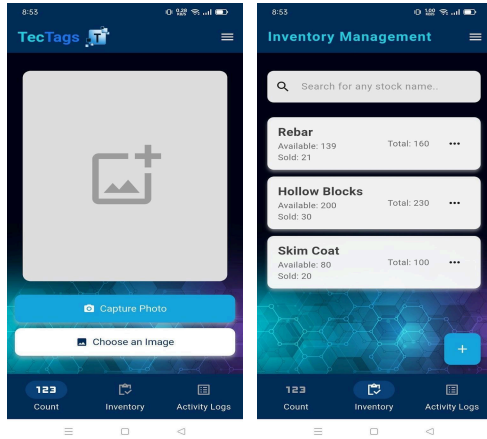 8:53
TecTags
Capture Photo
Choose an Image
123
Count
Inventory
Activity Logs
8:53
Inventory Management
Search for any stock name..
Rebar
Available: 139
Total: 160
Sold: 21
Hollow Blocks
Available: 200
Total: 230
Sold: 30
Skim Coat
Available: 80
Total: 100
Sold: 20
123
Count
Inventory
Activity Logs